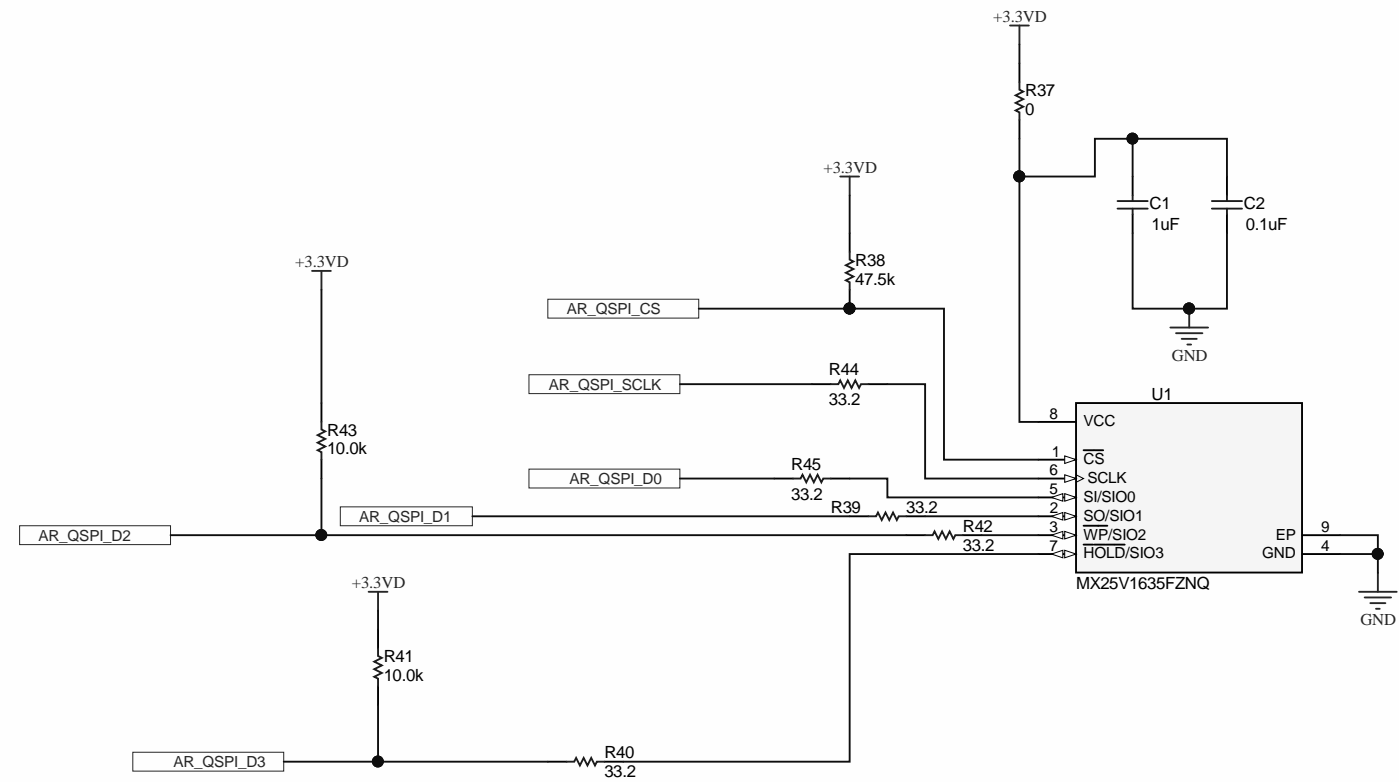 +3.3VD
R37
0
+3.3VD
C1
1uF
C2
0.1uF
R38
47.5k
+3.3VD
AR_QSPI_CS
GND
R44
AR_QSPI_SCLK
33.2
U1
8
VCC
R43
10.0k
1
CS
R45
6
SCLK
AR_QSPI_D0
33.2
5
SI/SIO0
AR_QSPI_D1
R39
33.2
2
SO/SIO1
AR_QSPI_D2
R42
33.2
3
WP/SIO2
EP
9
7
HOLD/SIO3
GND
4
+3.3VD
MX25V1635FZNQ
GND
R41
10.0k
AR_QSPI_D3
R40
33.2